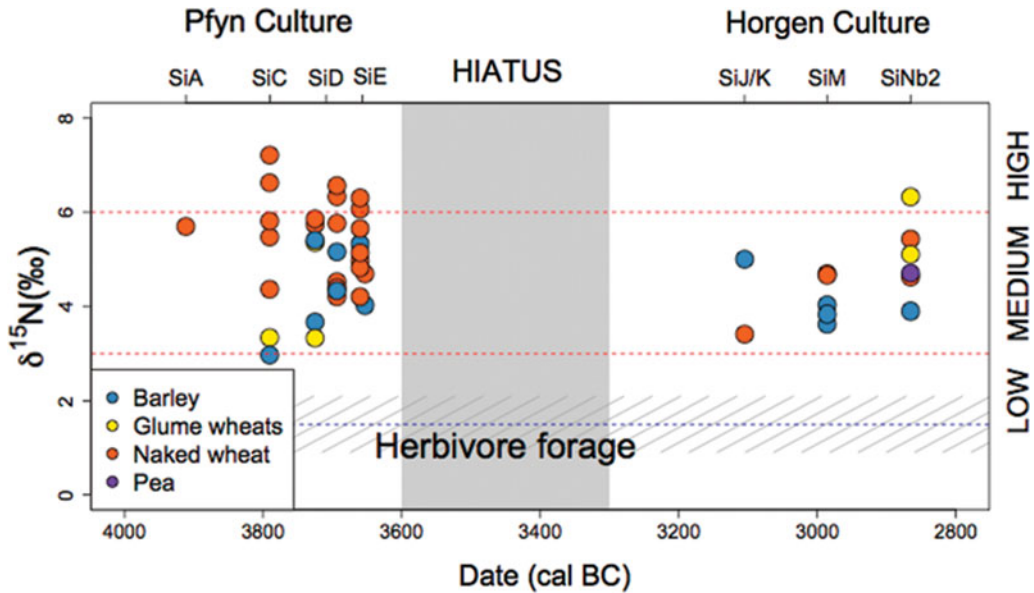 Pfyn Culture
Horgen Culture
SiA SiC SiD SiE HIATUS SiJ/K SiM SiNb2
8
6
4
2
0
δ15N(‰)
HIGH
MEDIUM
LOW
Barley
Glume wheats
Naked wheat
Pea
Herbivore forage
4000 3800 3600 3400 3200 3000 2800
Date (cal BC)